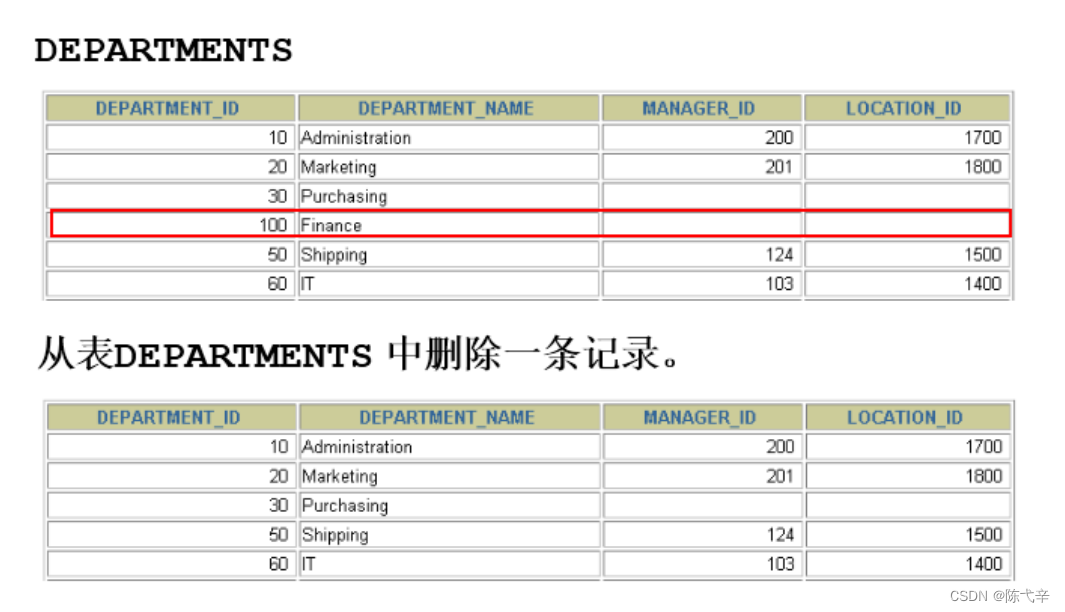 DEPARTMENTS
DEPARTMENT_ID DEPARTMENT_NAME MANAGER_ID LOCATION_ID
10 Administration 200 1700
20 Marketing 201 1800
30 Purchasing
100 Finance
50 Shipping 124 1500
60 IT 103 1400
从表DEPARTMENTS 中删除一条记录。
DEPARTMENT_ID DEPARTMENT_NAME MANAGER_ID LOCATION_ID
10 Administration 200 1700
20 Marketing 201 1800
30 Purchasing
50 Shipping 124 1500
60 IT 103 1400
CSDN @陈弋辛